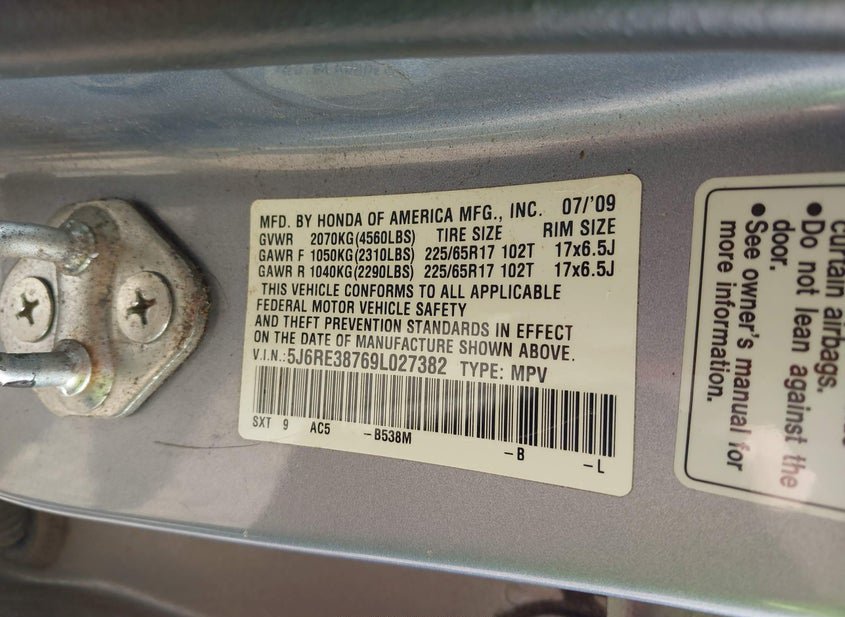 MFD. BY HONDA OF AMERICA MFG., INC. 07/'09
GVWR 2070KG(4560LBS) TIRE SIZE RIM SIZE
GAWR F 1050KG(2310LBS) 225/65R17 102T 17x6.5J
GAWR R 1040KG(2290LBS) 225/65R17 102T 17x6.5J
THIS VEHICLE CONFORMS TO ALL APPLICABLE
FEDERAL MOTOR VEHICLE SAFETY
AND THEFT PREVENTION STANDARDS IN EFFECT
ON THE DATE OF MANUFACTURE SHOWN ABOVE.
V.I.N.: 5J6RE38769L027382 TYPE: MPV
SXT 9 AC5 -B538M -B -L
curtain airbags.
• Do not lean against the
door.
• See owner's manual for
more information.